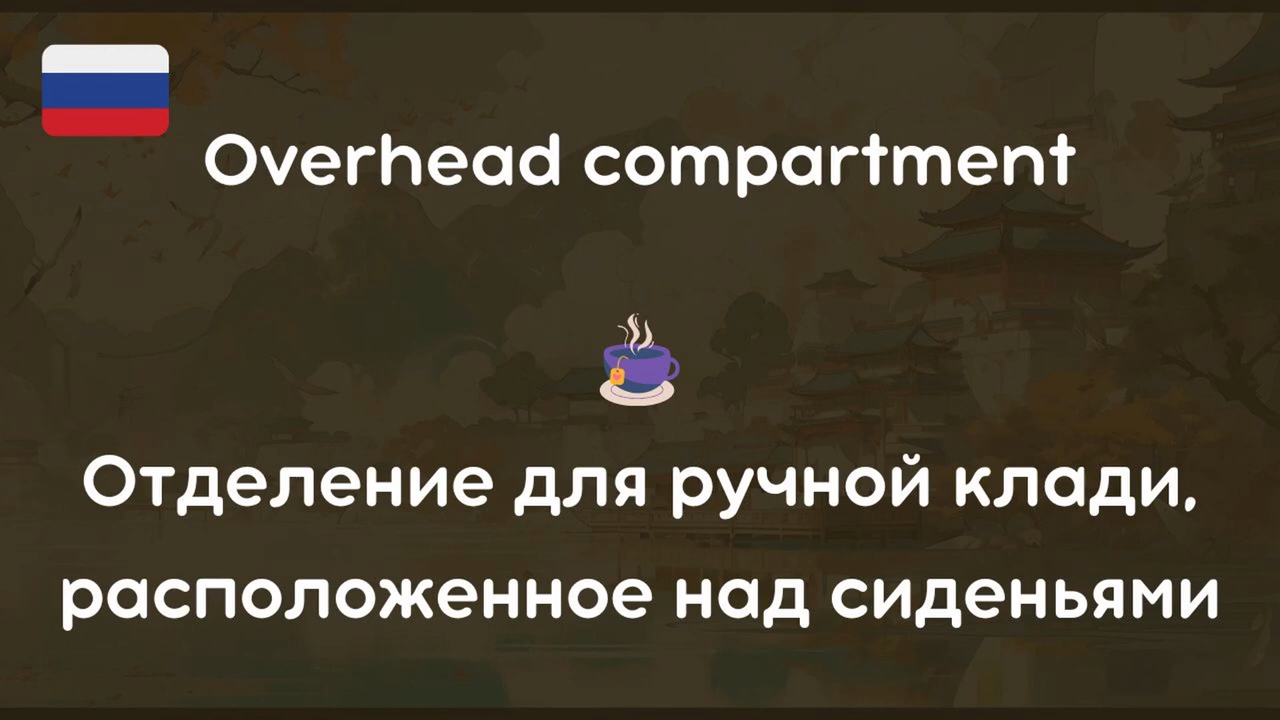 Overhead compartment
Отделение для ручной клади,
расположенное над сиденьями